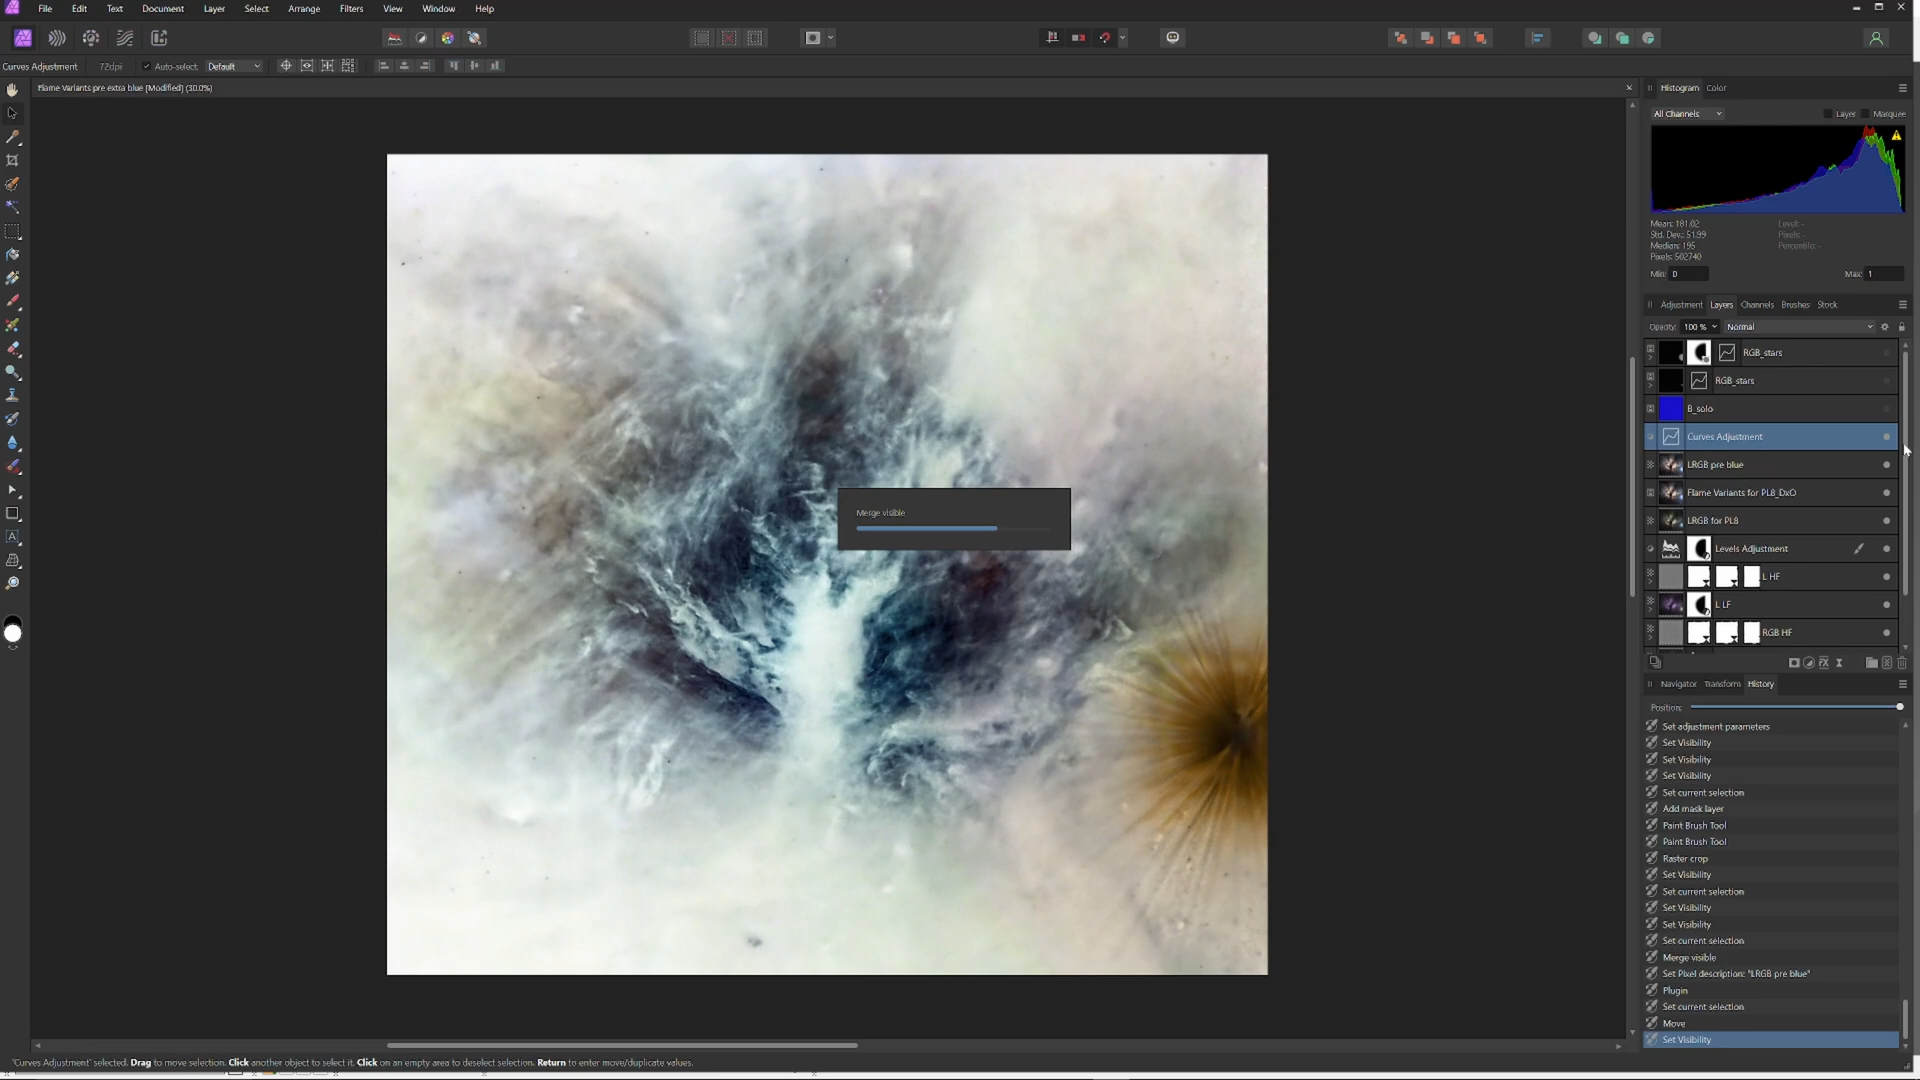 File Edit Text Document Layer Select Arrange Filters View Window Help
Curves Adjustment 72dpi Auto-select: Default
Flame Variants pre extra blue [Modified] (30.0%)
Histogram Color
All Channels Layer Marquee
Mean: 181.02 Level: -
Std. Dev.: 51.99 Pixels: -
Median: 195 Percentile: -
Pixels: 502740
Min: 0 Max: 1
Adjustment Layers Channels Brushes Stock
Opacity: 100 % Normal
RGB_stars
RGB_stars
B_solo
Curves Adjustment
LRGB pre blue
Flame Variants for PL8_DxO
LRGB for PL8
Levels Adjustment
L HF
L LF
RGB HF
Merge visible
Navigator Transform History
Position:
Set adjustment parameters
Set Visibility
Set Visibility
Set Visibility
Set current selection
Add mask layer
Paint Brush Tool
Paint Brush Tool
Raster crop
Set Visibility
Set current selection
Set Visibility
Set Visibility
Set current selection
Merge visible
Set Pixel description: "LRGB pre blue"
Plugin
Set current selection
Move
Set Visibility
'Curves Adjustment' selected. Drag to move selection. Click another object to select it. Click on an empty area to deselect selection. Return to enter move/duplicate values.